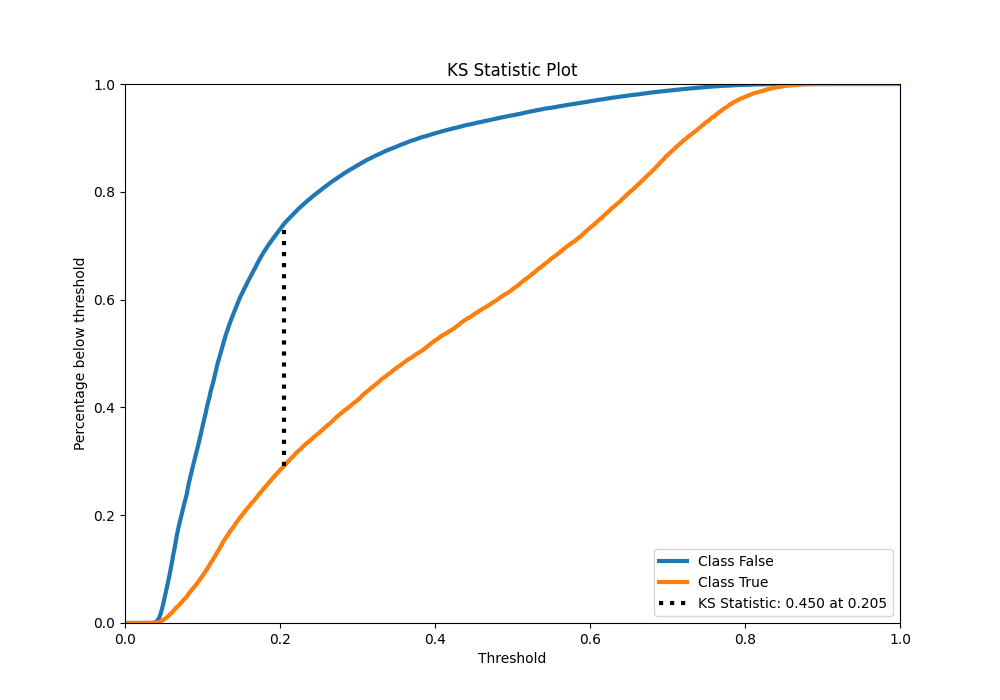 KS Statistic Plot
1.0
0.8
0.6
0.4
0.2
0.0
Percentage below threshold
0.0 0.2 0.4 0.6 0.8 1.0
Threshold
Class False
Class True
KS Statistic: 0.450 at 0.205